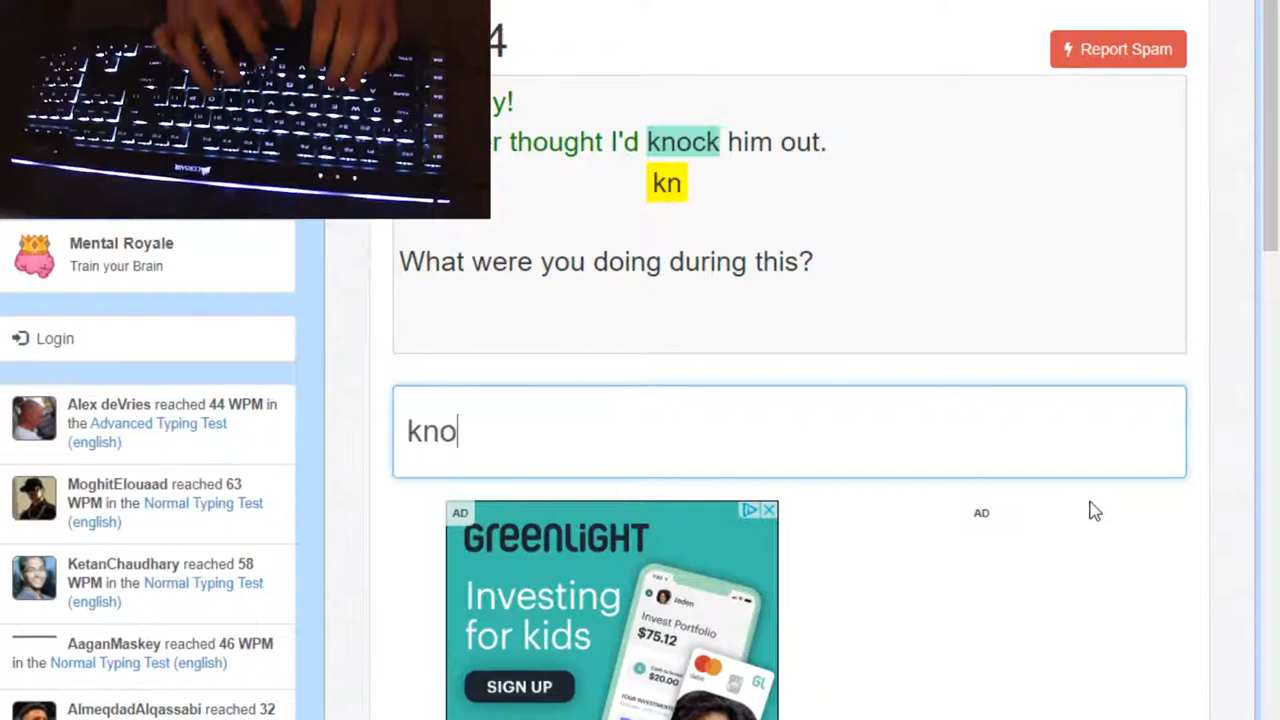 4
Report Spam
y!
r thought I'd knock him out.
kn
What were you doing during this?
kno
Mental Royale
Train your Brain
Login
Alex deVries reached 44 WPM in
the Advanced Typing Test
(english)
MoghitElouaad reached 63
WPM in the Normal Typing Test
(english)
KetanChaudhary reached 58
WPM in the Normal Typing Test
(english)
AaganMaskey reached 46 WPM
in the Normal Typing Test (english)
AlmeqdadAlqassabi reached 32
AD
GREENLiGHT
Investing
for kids
SIGN UP
Jaden
Invest Portfolio
$75.12
$20.00
AD
CORSAIR